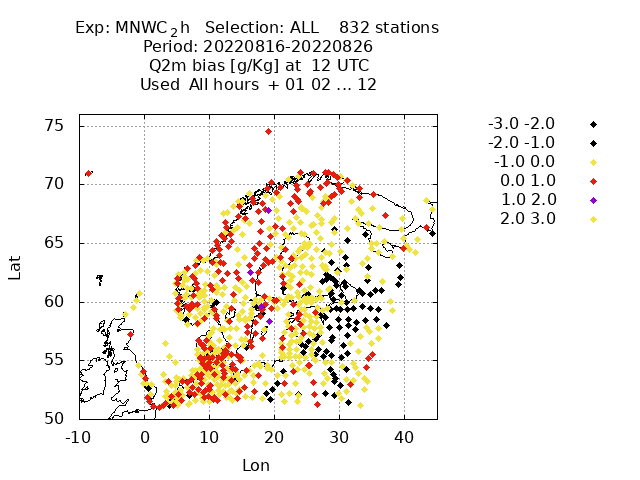 Exp: MNWC_2h Selection: ALL 832 stations
Period: 20220816-20220826
Q2m bias [g/Kg] at 12 UTC
Used All hours + 01 02 ... 12
-3.0 -2.0
-2.0 -1.0
-1.0 0.0
0.0 1.0
1.0 2.0
2.0 3.0
75
70
65
60
55
50
Lat
-10 0 10 20 30 40
Lon